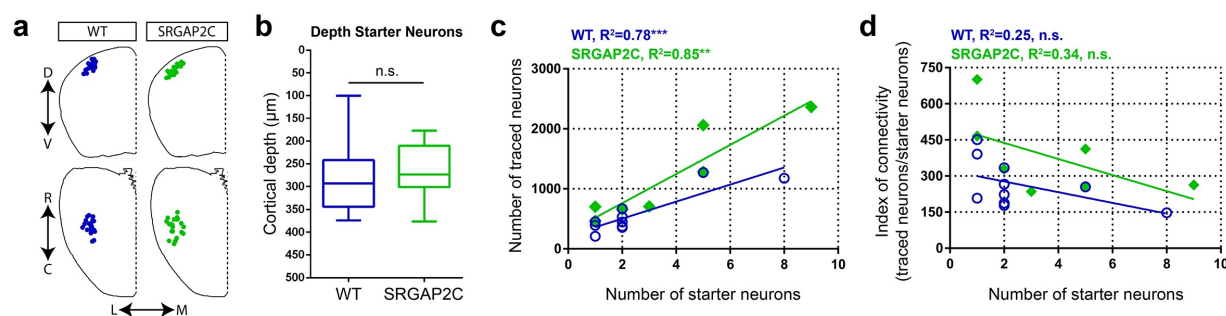 a
WT
SRGAP2C
D
V
R
C
L
M
b
Depth Starter Neurons
n.s.
Cortical depth (µm)
0
50
100
150
200
250
300
350
400
450
500
WT
SRGAP2C
c
WT, R²=0.78***
SRGAP2C, R²=0.85**
Number of traced neurons
3000
2000
1000
0
0
2
4
6
8
10
Number of starter neurons
d
WT, R²=0.25, n.s.
SRGAP2C, R²=0.34, n.s.
Index of connectivity
(traced neurons/starter neurons)
750
600
450
300
150
0
0
2
4
6
8
10
Number of starter neurons